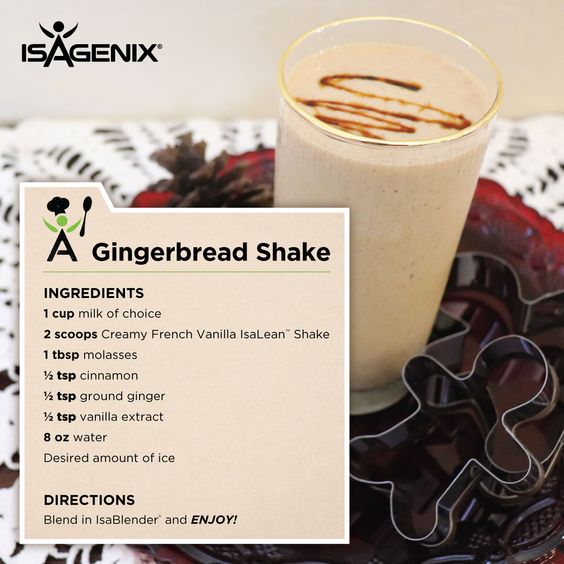 ISAGENIX®
Gingerbread Shake
INGREDIENTS
1 cup milk of choice
2 scoops Creamy French Vanilla IsaLean™ Shake
1 tbsp molasses
½ tsp cinnamon
½ tsp ground ginger
½ tsp vanilla extract
8 oz water
Desired amount of ice
DIRECTIONS
Blend in IsaBlender® and ENJOY!